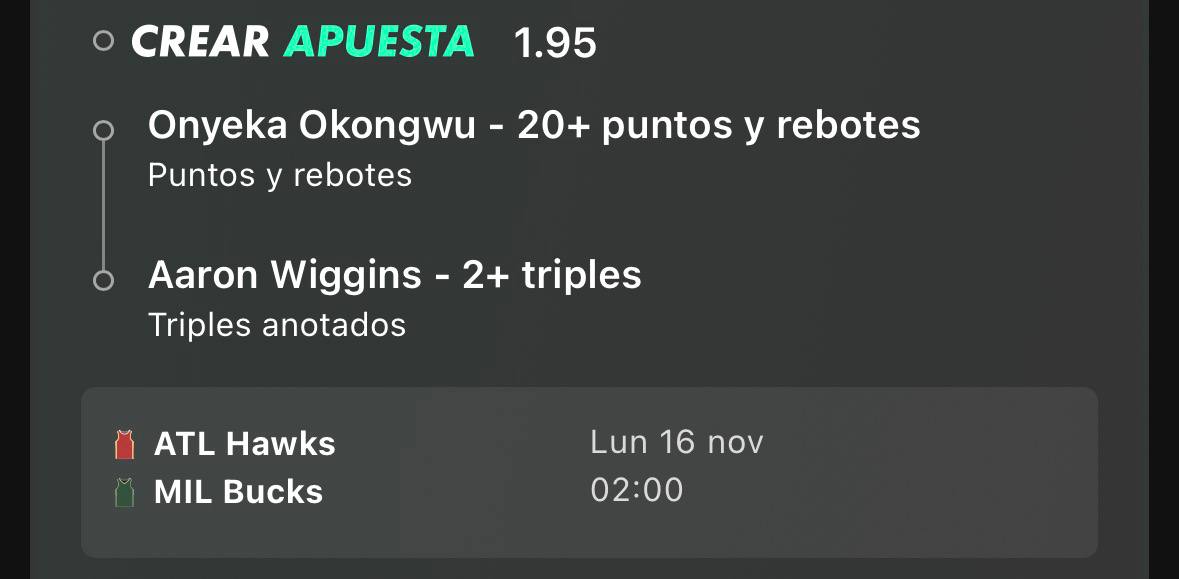 CREAR APUESTA 1.95
Onyeka Okongwu - 20+ puntos y rebotes
Puntos y rebotes
Aaron Wiggins - 2+ triples
Triples anotados
ATL Hawks
MIL Bucks
Lun 16 nov
02:00